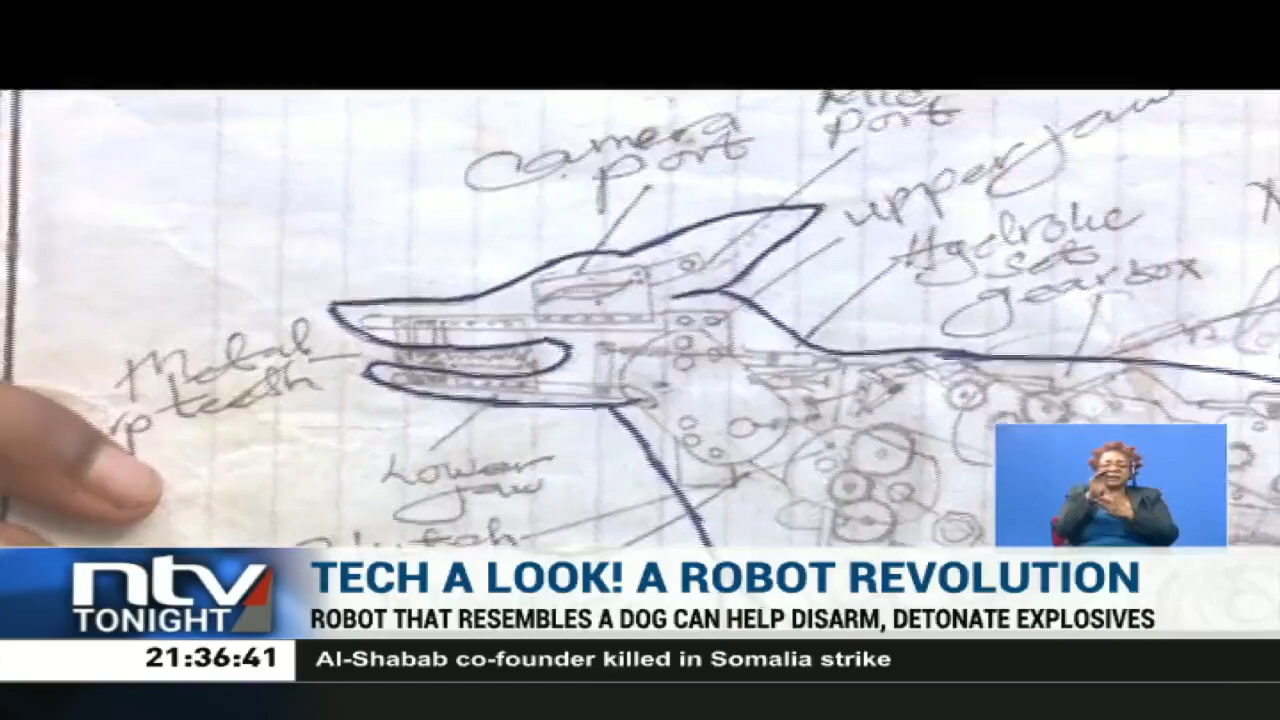 Camera
port
port
upper jaw
Hydrolic
set
gearbox
Metal
teeth
Lower
jaw
ntv
TONIGHT
TECH A LOOK! A ROBOT REVOLUTION
ROBOT THAT RESEMBLES A DOG CAN HELP DISARM, DETONATE EXPLOSIVES
21:36:41
Al-Shabab co-founder killed in Somalia strike